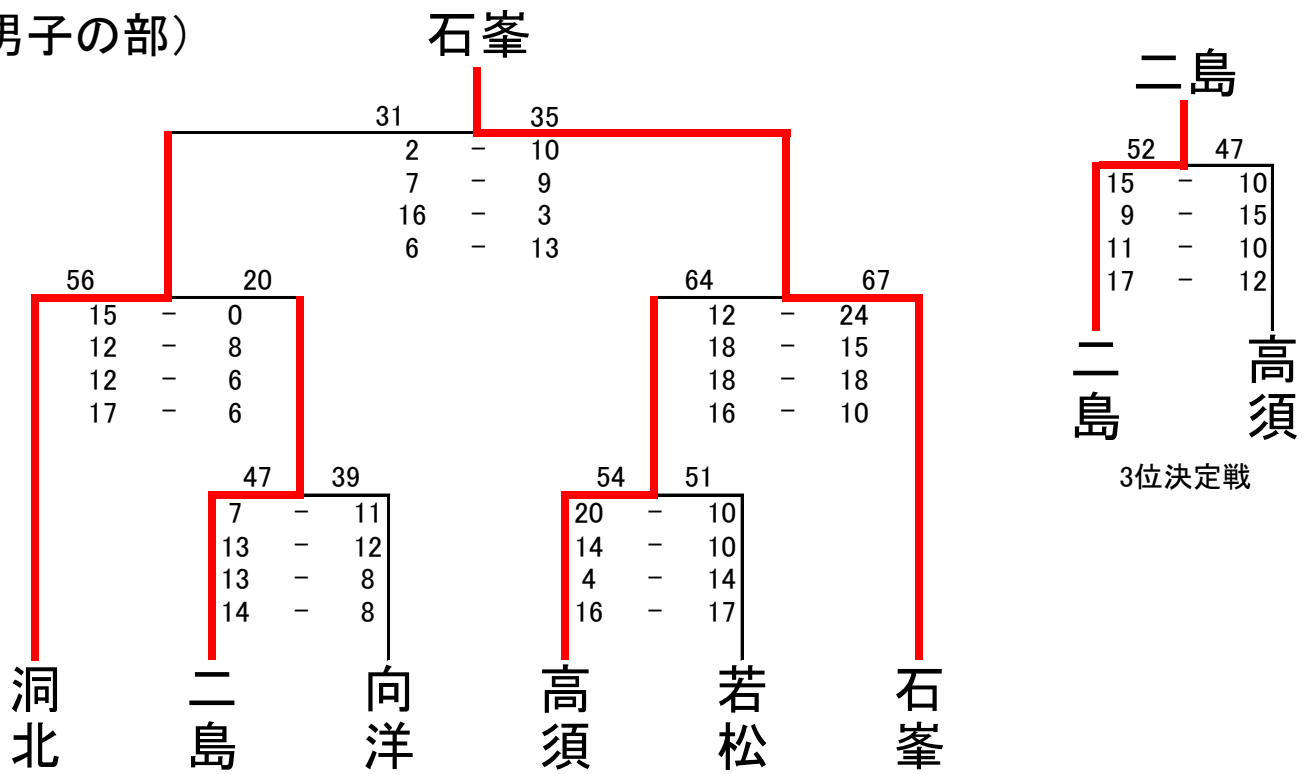 男子の部）
石峯
31 35
2 － 10
7 － 9
16 － 3
6 － 13
56 20
15 － 0
12 － 8
12 － 6
17 － 6
64 67
12 － 24
18 － 15
18 － 18
16 － 10
47 39
7 － 11
13 － 12
13 － 8
14 － 8
54 51
20 － 10
14 － 10
4 － 14
16 － 17
洞北
二島
向洋
高須
若松
石峯
二島
52 47
15 － 10
9 － 15
11 － 10
17 － 12
二島
高須
3位決定戦